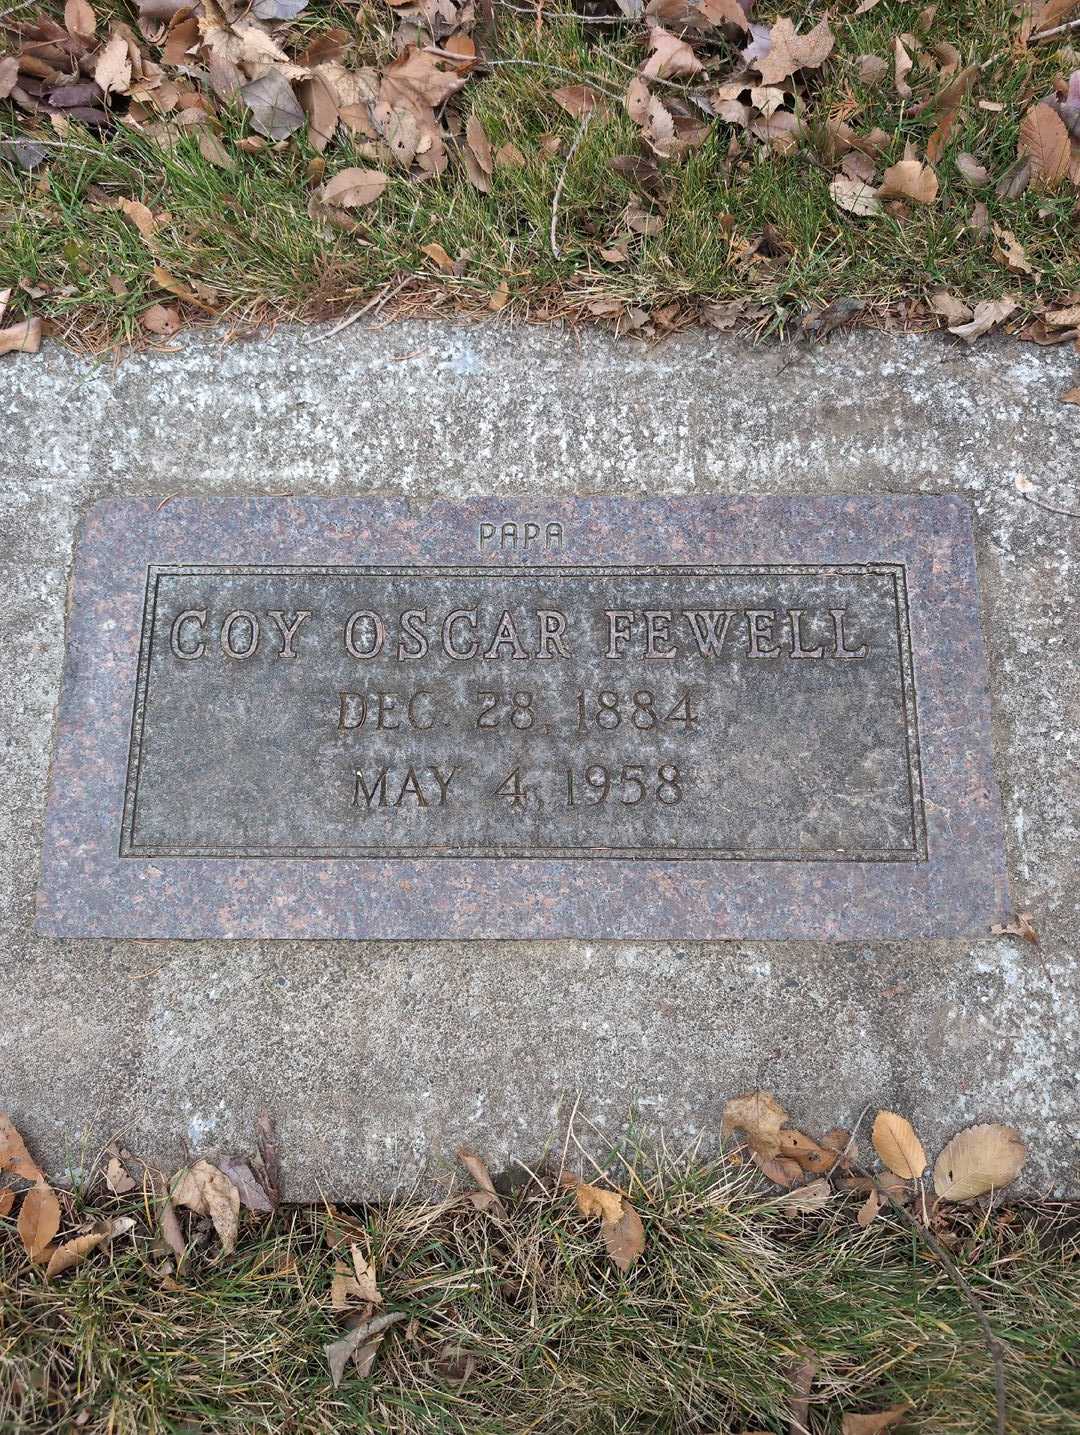 PAPA
COY OSCAR FEWELL
DEC. 28, 1884
MAY 4, 1958